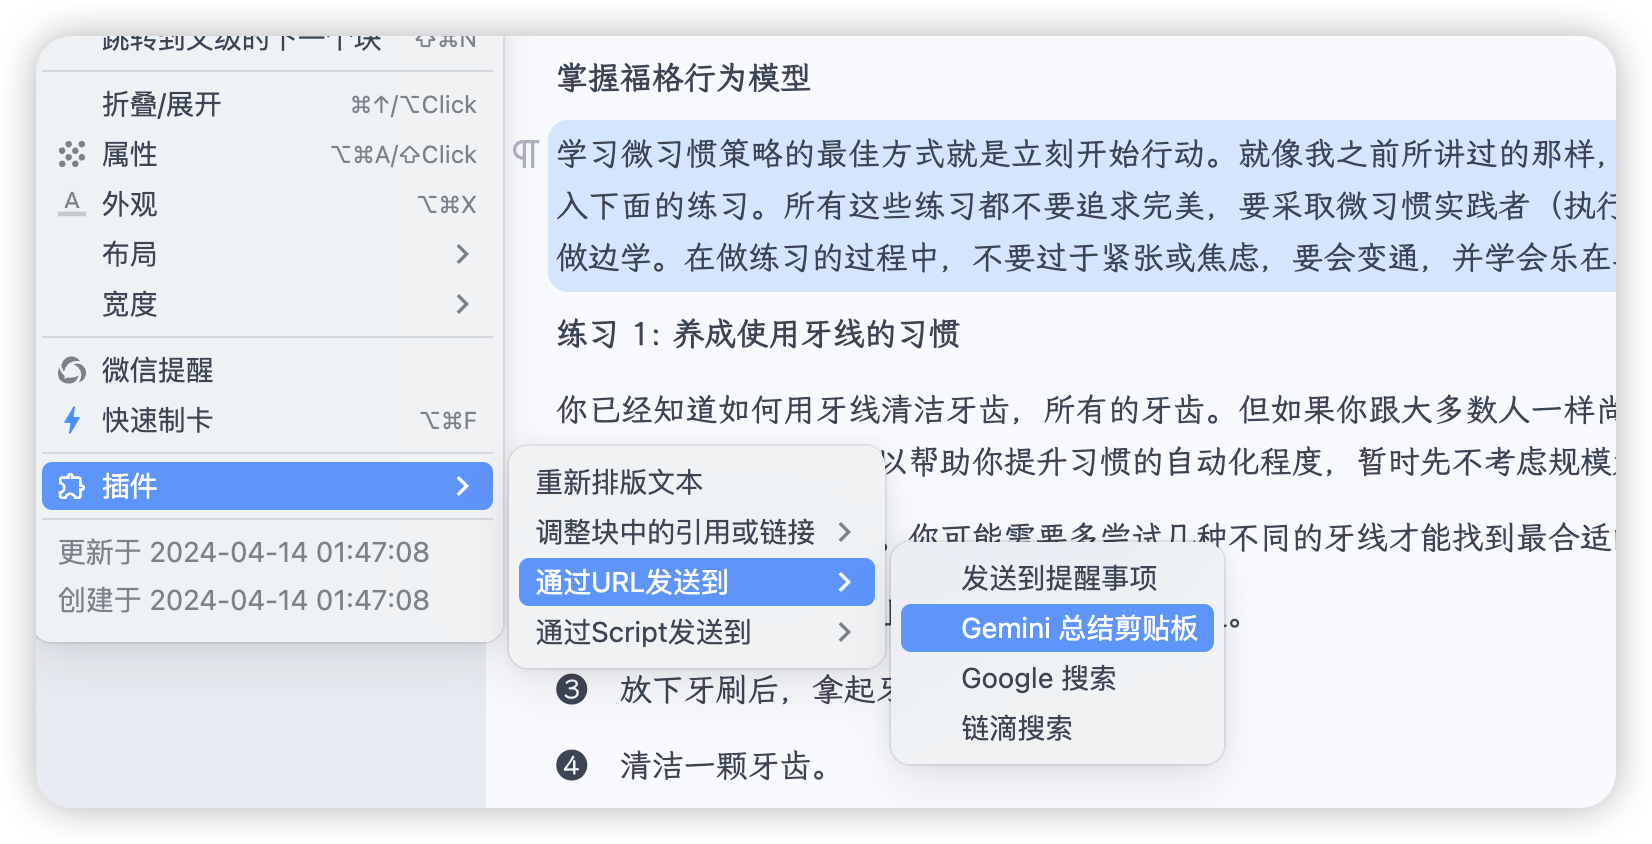 跳转到父级的下一个块 ⇧⌘N
折叠/展开 ⌘↑/⌥Click
属性 ⌥⌘A/⇧Click
A 外观 ⌥⌘X
布局
宽度
微信提醒
快速制卡 ⌥⌘F
插件
更新于 2024-04-14 01:47:08
创建于 2024-04-14 01:47:08
重新排版文本
调整块中的引用或链接
通过URL发送到
通过Script发送到
发送到提醒事项
Gemini 总结剪贴板
Google 搜索
链滴搜索
掌握福格行为模型
学习微习惯策略的最佳方式就是立刻开始行动。就像我之前所讲过的那样，
入下面的练习。所有这些练习都不要追求完美，要采取微习惯实践者（执行
做边学。在做练习的过程中，不要过于紧张或焦虑，要会变通，并学会乐在
练习 1: 养成使用牙线的习惯
你已经知道如何用牙线清洁牙齿，所有的牙齿。但如果你跟大多数人一样尚
以帮助你提升习惯的自动化程度，暂时先不考虑规模
，你可能需要多尝试几种不同的牙线才能找到最合适
。
❸ 放下牙刷后，拿起牙
❹ 清洁一颗牙齿。